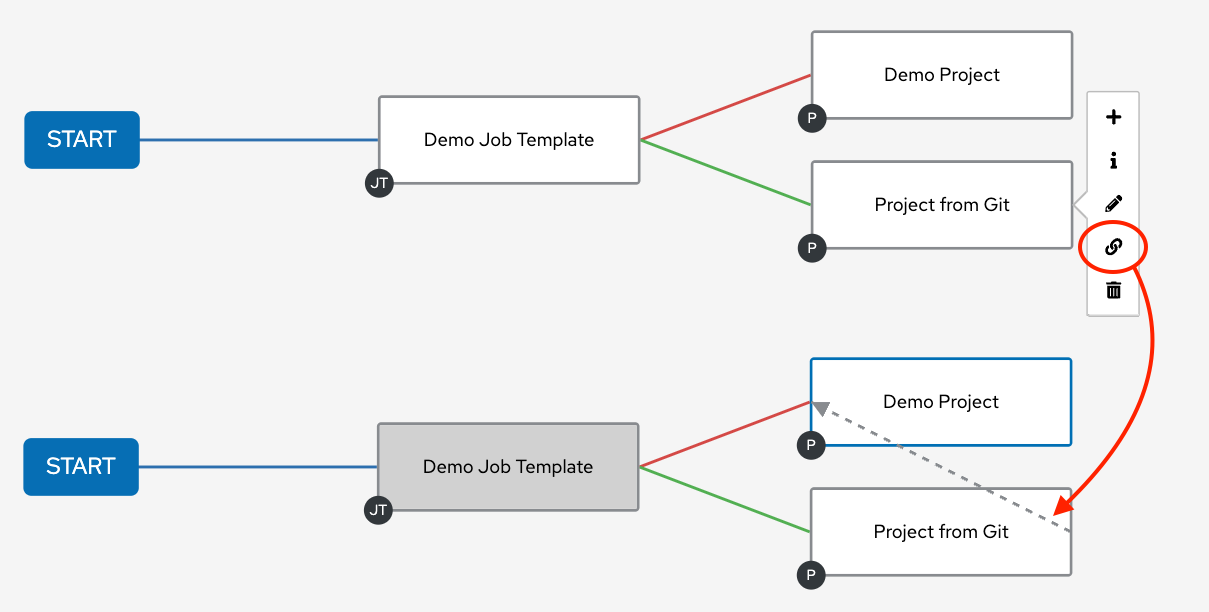 START
Demo Job Template
JT
Demo Project
P
Project from Git
P
START
Demo Job Template
JT
Demo Project
P
Project from Git
P